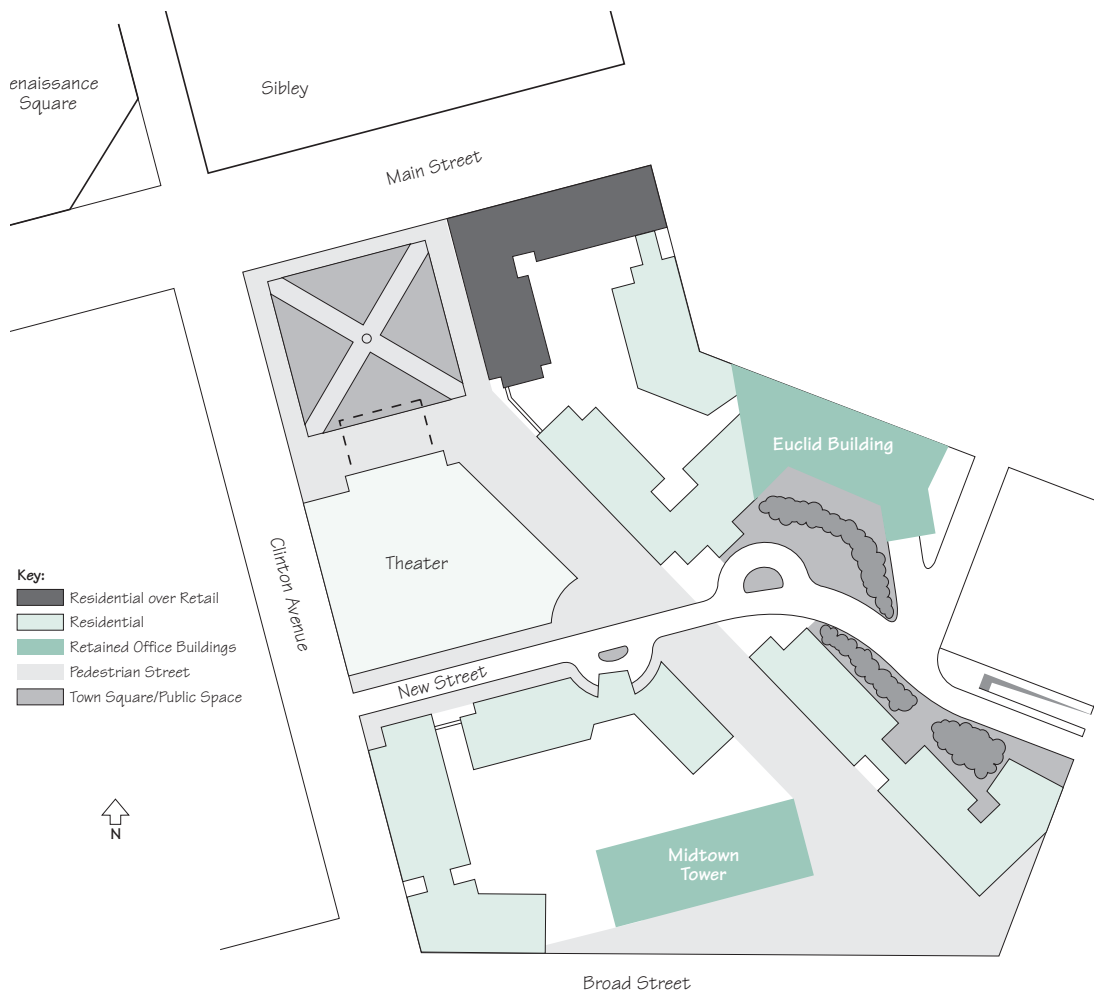 enaissance
Square
Sibley
Main Street
Euclid Building
Theater
Clinton Avenue
Key:
Residential over Retail
Residential
Retained Office Buildings
Pedestrian Street
Town Square/Public Space
New Street
N
Midtown
Tower
Broad Street